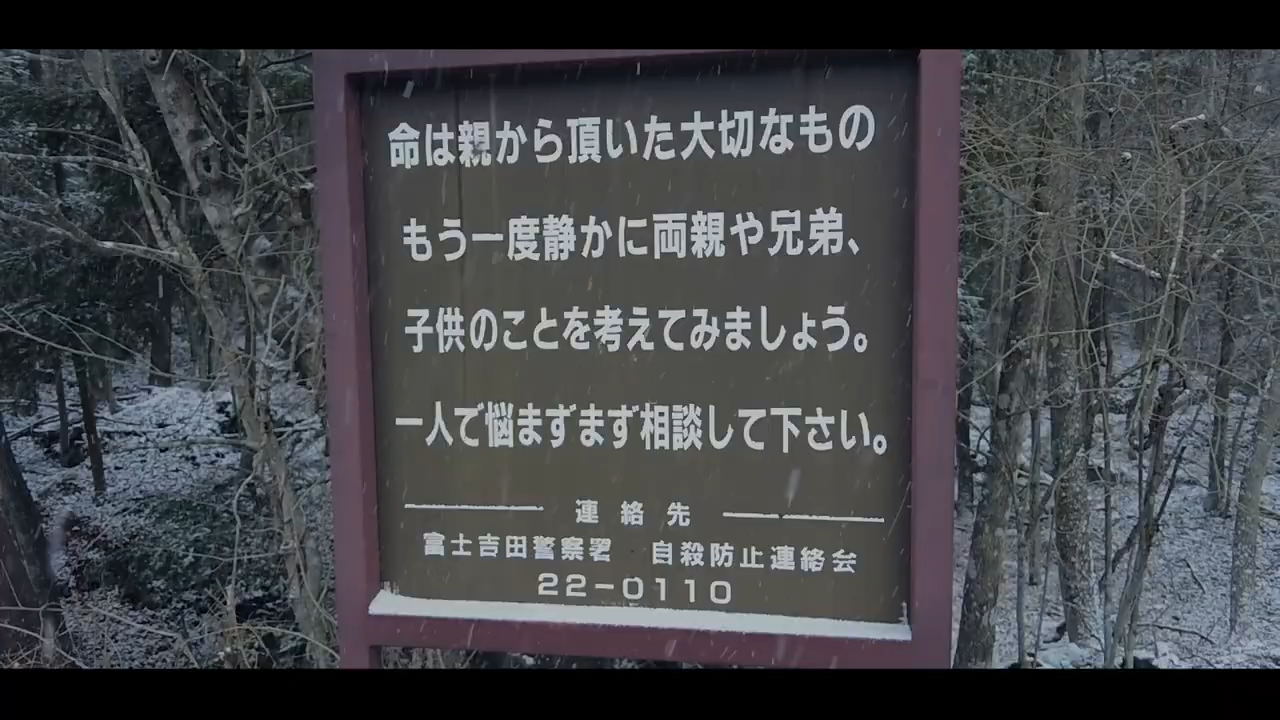 命は親から頂いた大切なもの
もう一度静かに両親や兄弟、
子供のことを考えてみましょう。
一人で悩まずまず相談して下さい。
連絡先
富士吉田警察署　自殺防止連絡会
22-0110